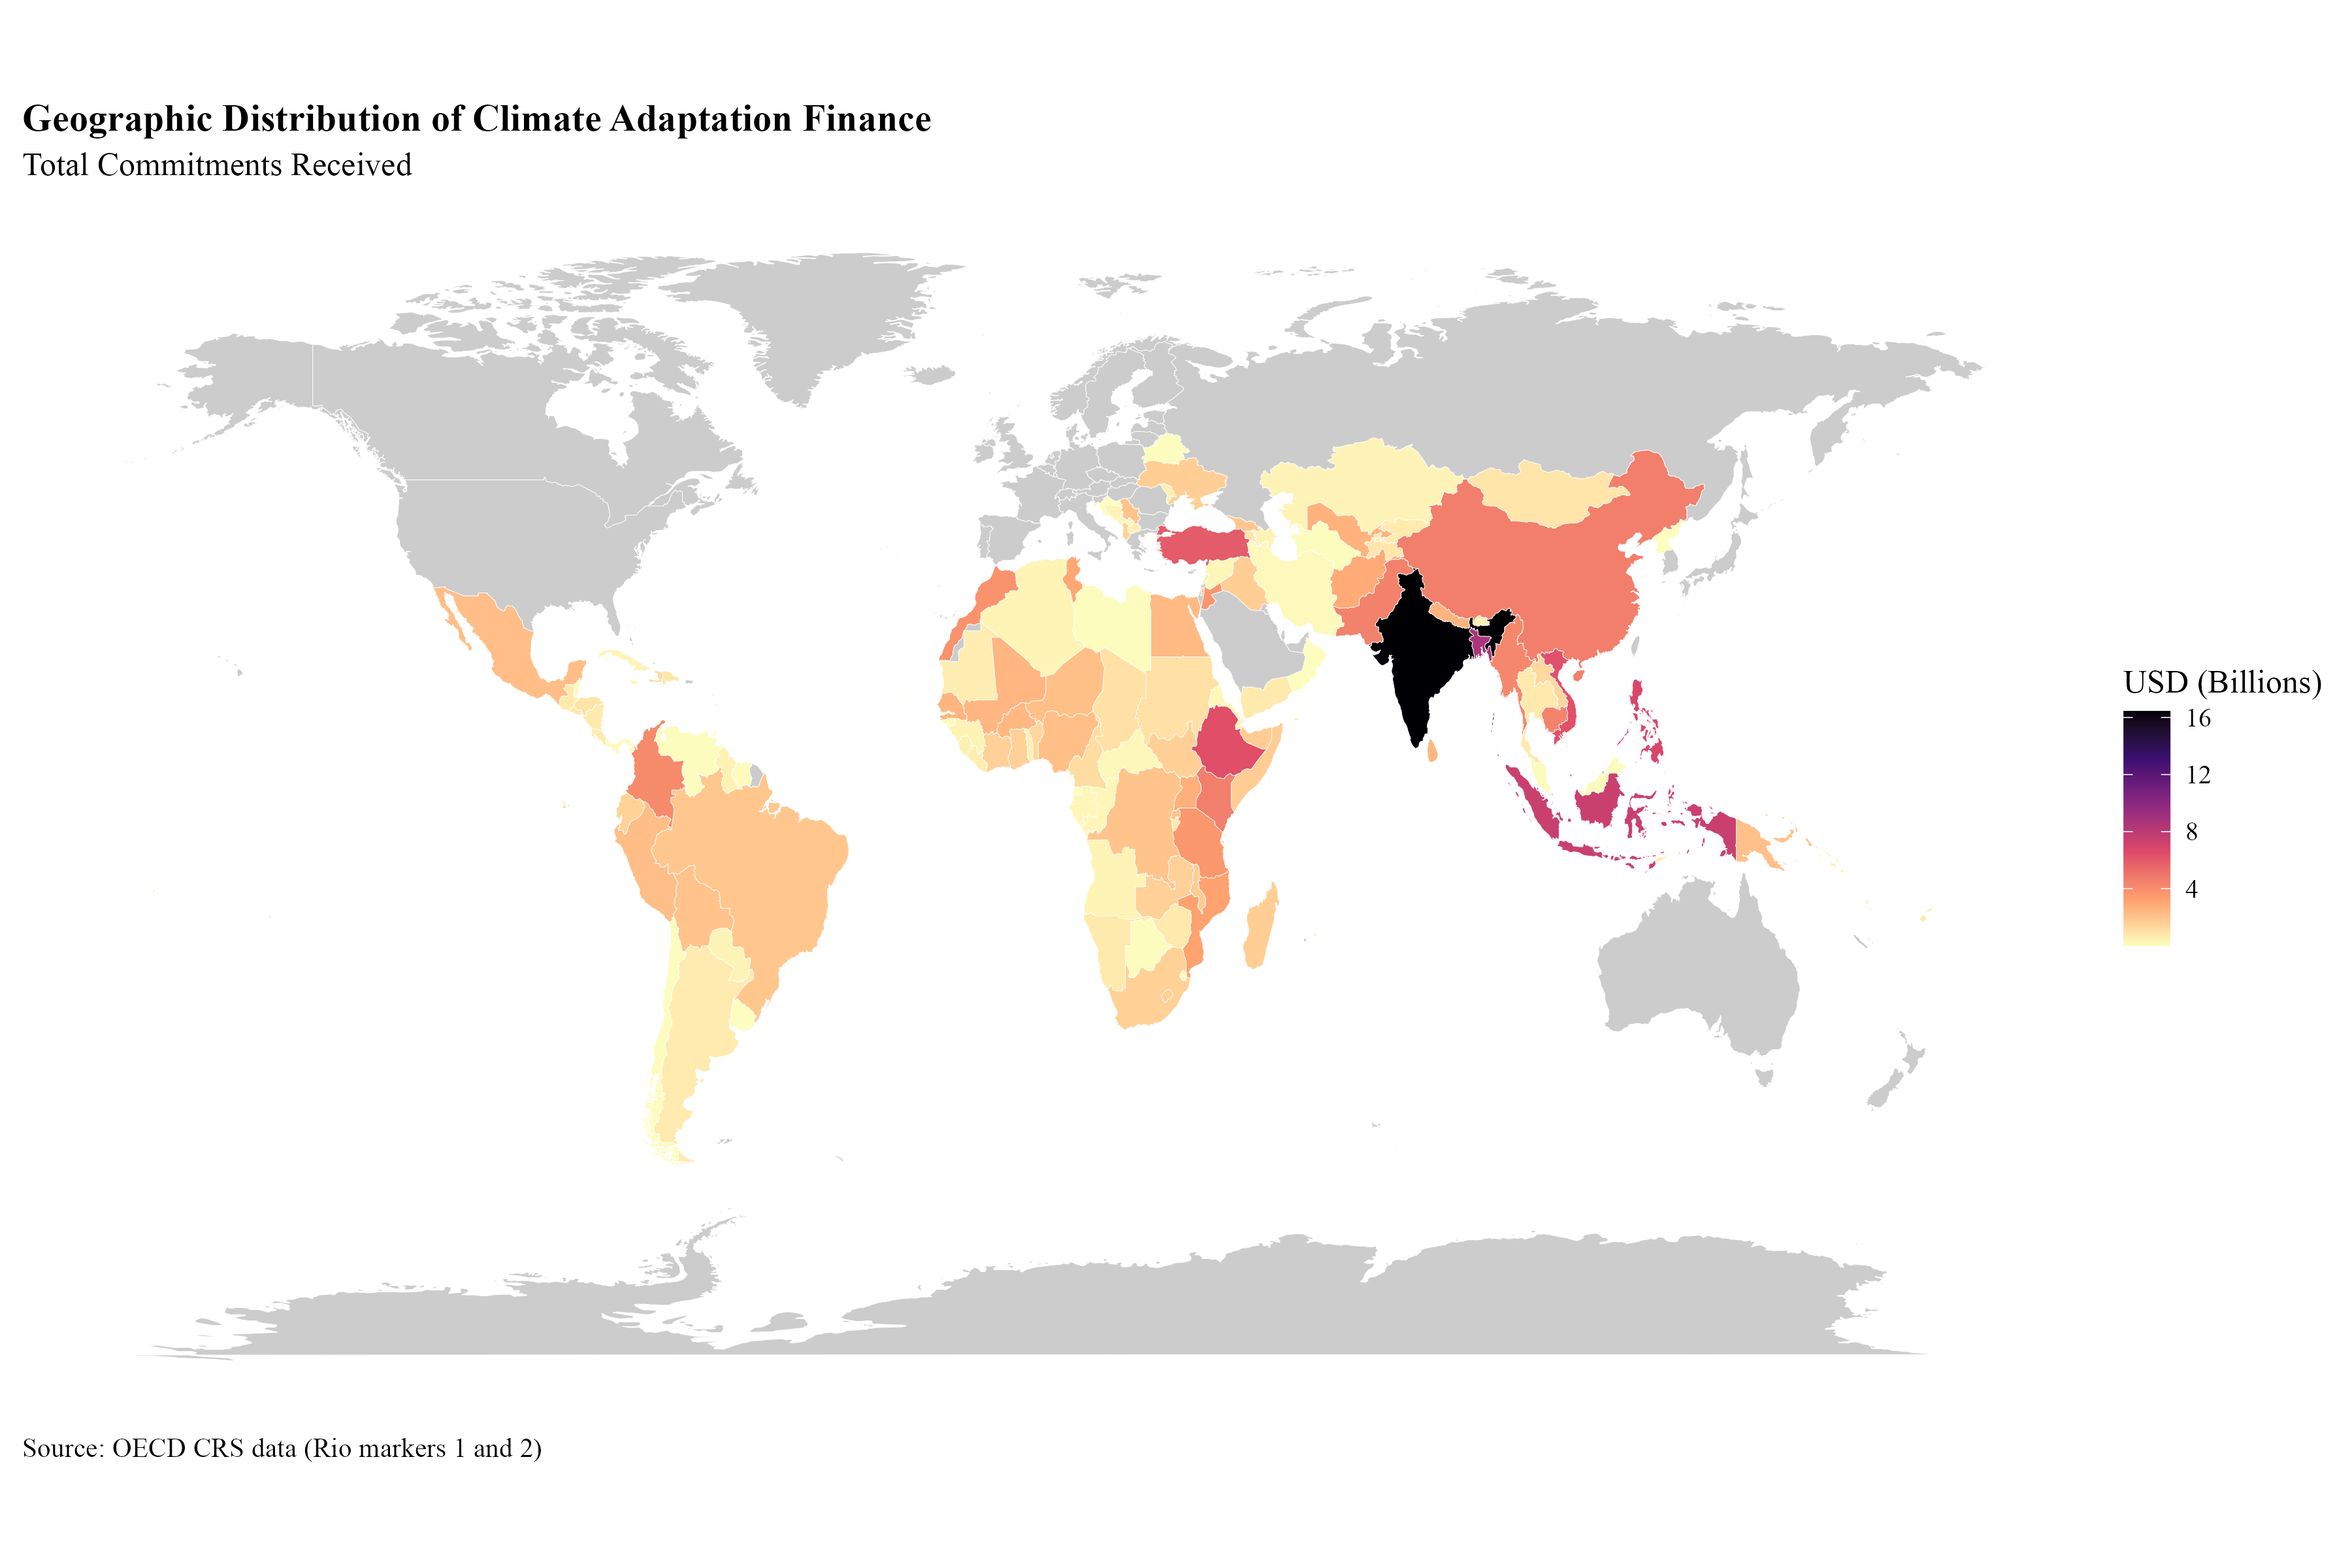 Geographic Distribution of Climate Adaptation Finance
Total Commitments Received
USD (Billions)
16
12
8
4
Source: OECD CRS data (Rio markers 1 and 2)